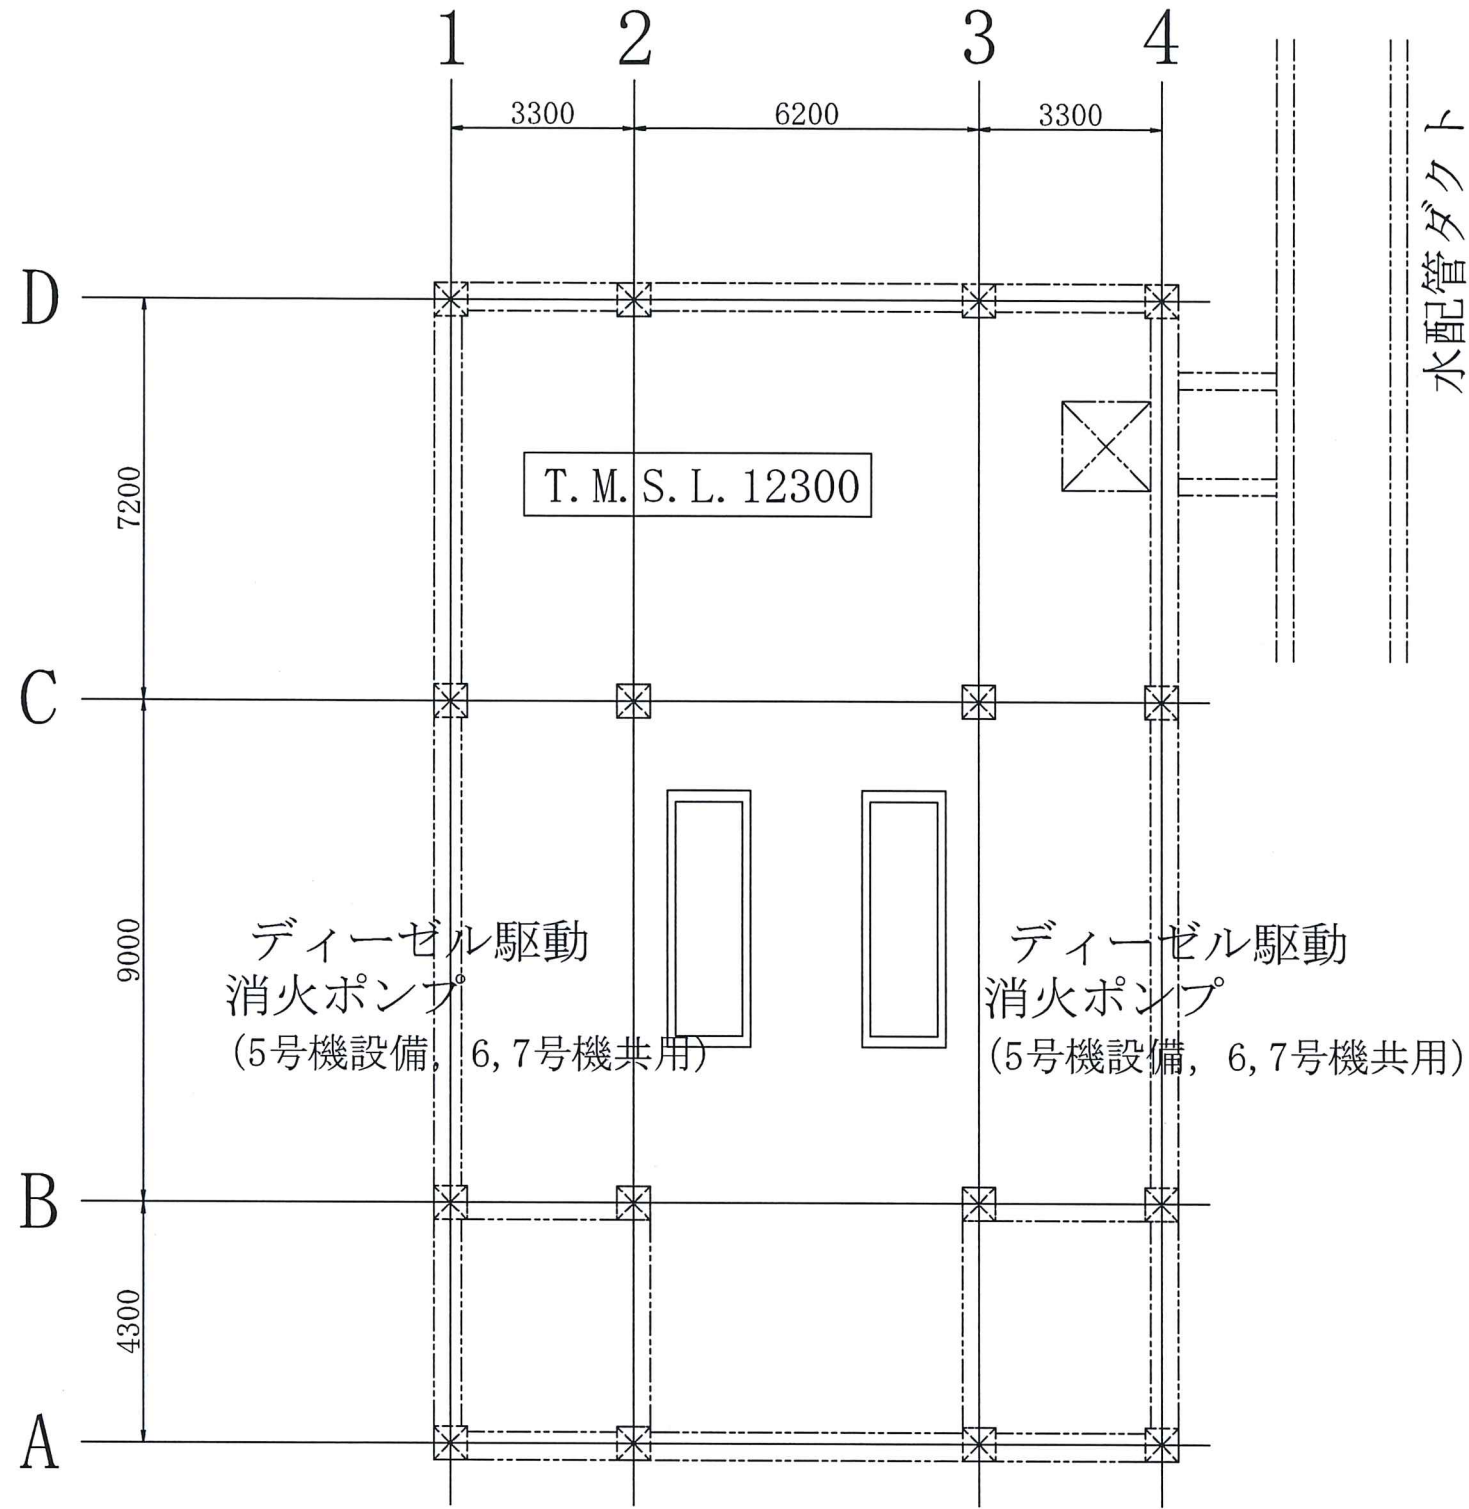 1 2 3 4
3300 6200 3300
水配管ダクト
D
7200
T.M.S.L.12300
C
9000
ディーゼル駆動
消火ポンプ
(5号機設備, 6,7号機共用)
ディーゼル駆動
消火ポンプ
(5号機設備, 6,7号機共用)
B
4300
A